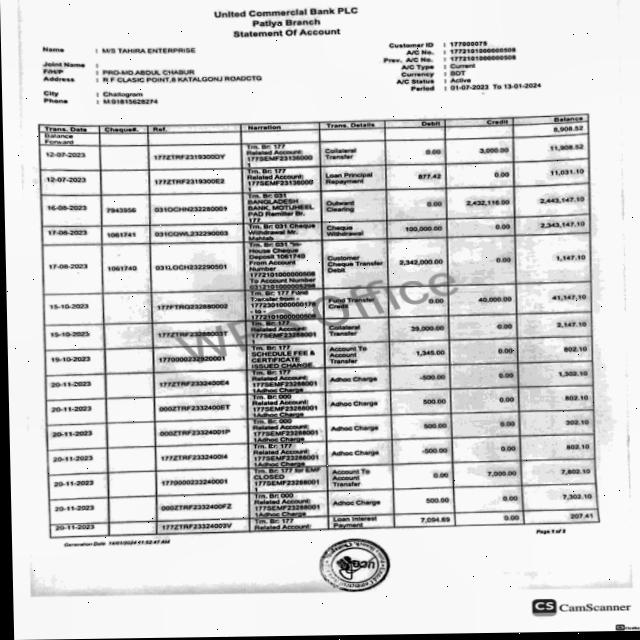 United Commercial Bank PLC
Patiya Branch
Statement Of Account
Name : M/S TAHIRA ENTERPRISE
Joint Name :
F/H/P : PRO-MD.ABDUL CHABUR
Address : R F CLASIC POINT,8 KATALGONJ ROADCTG
City : Chattogram
Phone : M:01815628274
Customer ID : 177000075
A/C No. : 1772101000000508
Prev. A/C No. : 1772101000000508
A/C Type : Current
Currency : BDT
A/C Status : Active
Period : 01-07-2023 To 13-01-2024
Trans. Date Cheque#. Ref. Narration Trans. Details Debit Credit Balance
Balance Forward 8,908.52
12-07-2023 177ZTRF2319300DY Trn. Br: 177 Related Account: 177SEMF23136000 1 Collateral Transfer 0.00 3,000.00 11,908.52
12-07-2023 177ZTRF2319300E2 Trn. Br: 177 Related Account: 177SEMF23136000 1 Loan Principal Repayment 877.42 0.00 11,031.10
16-08-2023 7943956 031OCHN232280001 Trn. Br: 031 BANGLADESH BANK, MOTIJHEEL PAD Remitter Br. 177 Outward Clearing 0.00 2,432,116.00 2,443,147.10
17-08-2023 1061741 031CQWL232290003 Trn. Br: 031 Cheque Withdrawal Mr. Mahtab Cheque Withdrawal 100,000.00 0.00 2,343,147.10
17-08-2023 1061740 031LOCH232290501 Trn. Br: 031 "In-House Cheque Deposit 1061740 From Account Number 1772101000000508 To Account Number Customer Cheque Transfer Debit 2,342,000.00 0.00 1,147.10
15-10-2023 177FTRQ232880002 Trn. Br: 177 Fund Transfer from - - to - 1772101000000508 Fund Transfer Credit 0.00 40,000.00 41,147.10
15-10-2023 Trn. Br: 177 Related Account: 177SEMF23288001 Collateral Transfer 39,000.00 0.00 2,147.10
19-10-2023 1770000232920001 Trn. Br: 177 SCHEDULE FEE & CERTIFICATE ISSUED CHARGE Account To Account Transfer 1,345.00 0.00 802.10
20-11-2023 177ZTRF2332400E4 Trn. Br: 177 Related Account: 177SEMF23288001 1Adhoc Charge Adhoc Charge -500.00 0.00 1,302.10
20-11-2023 000ZTRF2332400ET Trn. Br: 000 Related Account: 177SEMF23288001 1Adhoc Charge Adhoc Charge 500.00 0.00 802.10
20-11-2023 000ZTRF23324001P Trn. Br: 000 Related Account: 177SEMF23288001 1Adhoc Charge Adhoc Charge 500.00 0.00 302.10
20-11-2023 177ZTRF2332400I4 Trn. Br: 177 Related Account: 177SEMF23288001 1Adhoc Charge Adhoc Charge -500.00 0.00 802.10
20-11-2023 1770000233240001 Trn. Br: 177 for EMF CLOSED Account To Account Transfer 0.00 7,000.00 7,802.10
20-11-2023 000ZTRF2332400FZ Trn. Br: 000 Related Account: 177SEMF23288001 1Adhoc Charge Adhoc Charge 500.00 0.00 7,302.10
20-11-2023 177ZTRF23324003V Trn. Br: 177 Related Account: Loan Interest Payment 7,094.69 0.00 207.41
Generation Date 14/01/2024 11:52:47 AM
Page 1 of 2
WPS Office
CS CamScanner